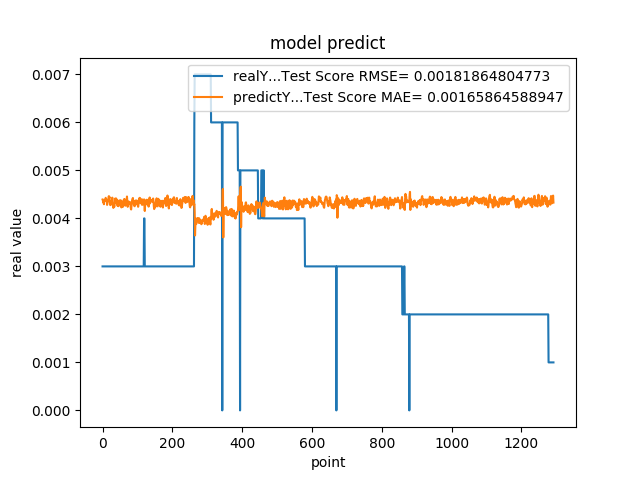 model predict
realY...Test Score RMSE= 0.00181864804773
predictY...Test Score MAE= 0.00165864588947
0.007
0.006
0.005
0.004
0.003
0.002
0.001
0.000
real value
0 200 400 600 800 1000 1200
point